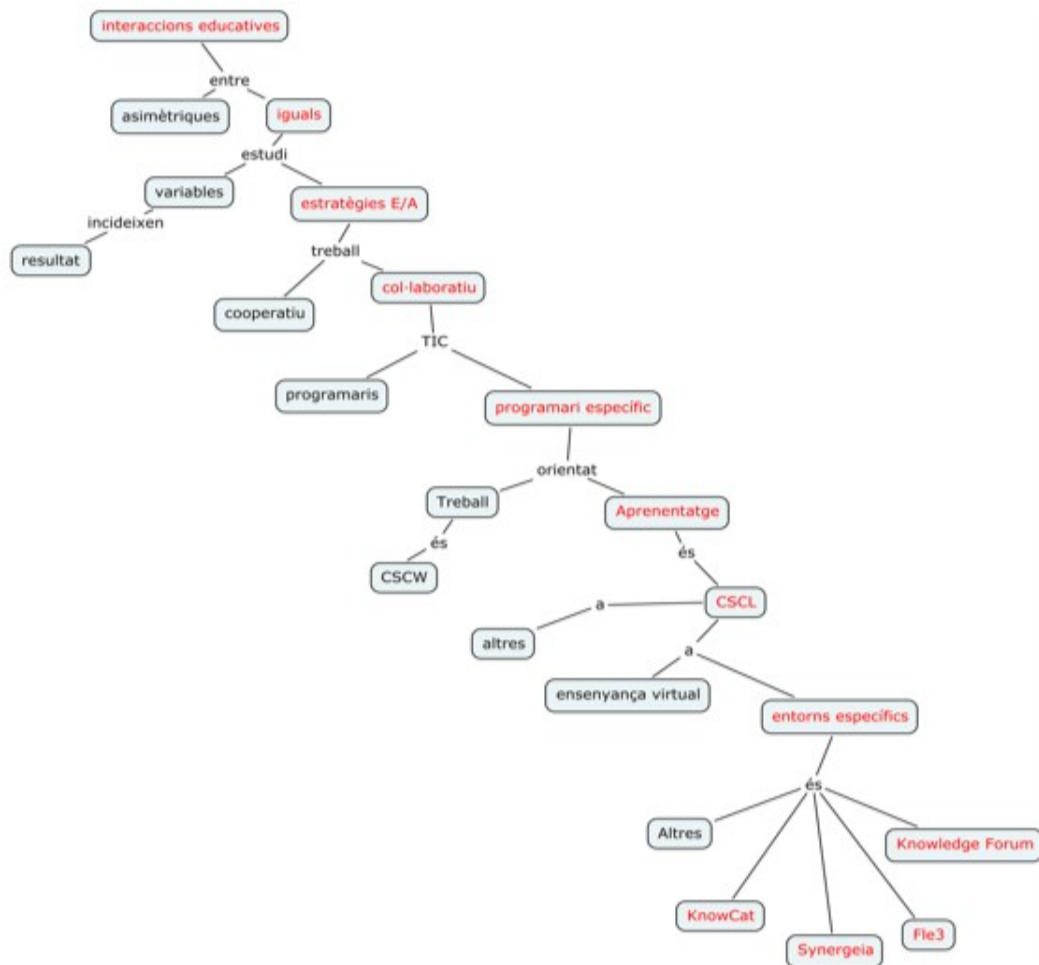 interaccions educatives
entre
asimètriques
iguals
estudi
variables
estratègies E/A
incideixen
resultat
treball
cooperatiu
col·laboratiu
TIC
programaris
programari específic
orientat
Treball
Aprenentatge
és
és
CSCW
CSCL
a
altres
a
ensenyança virtual
entorns específics
és
Altres
Knowledge Forum
KnowCat
Fle3
Synergeia